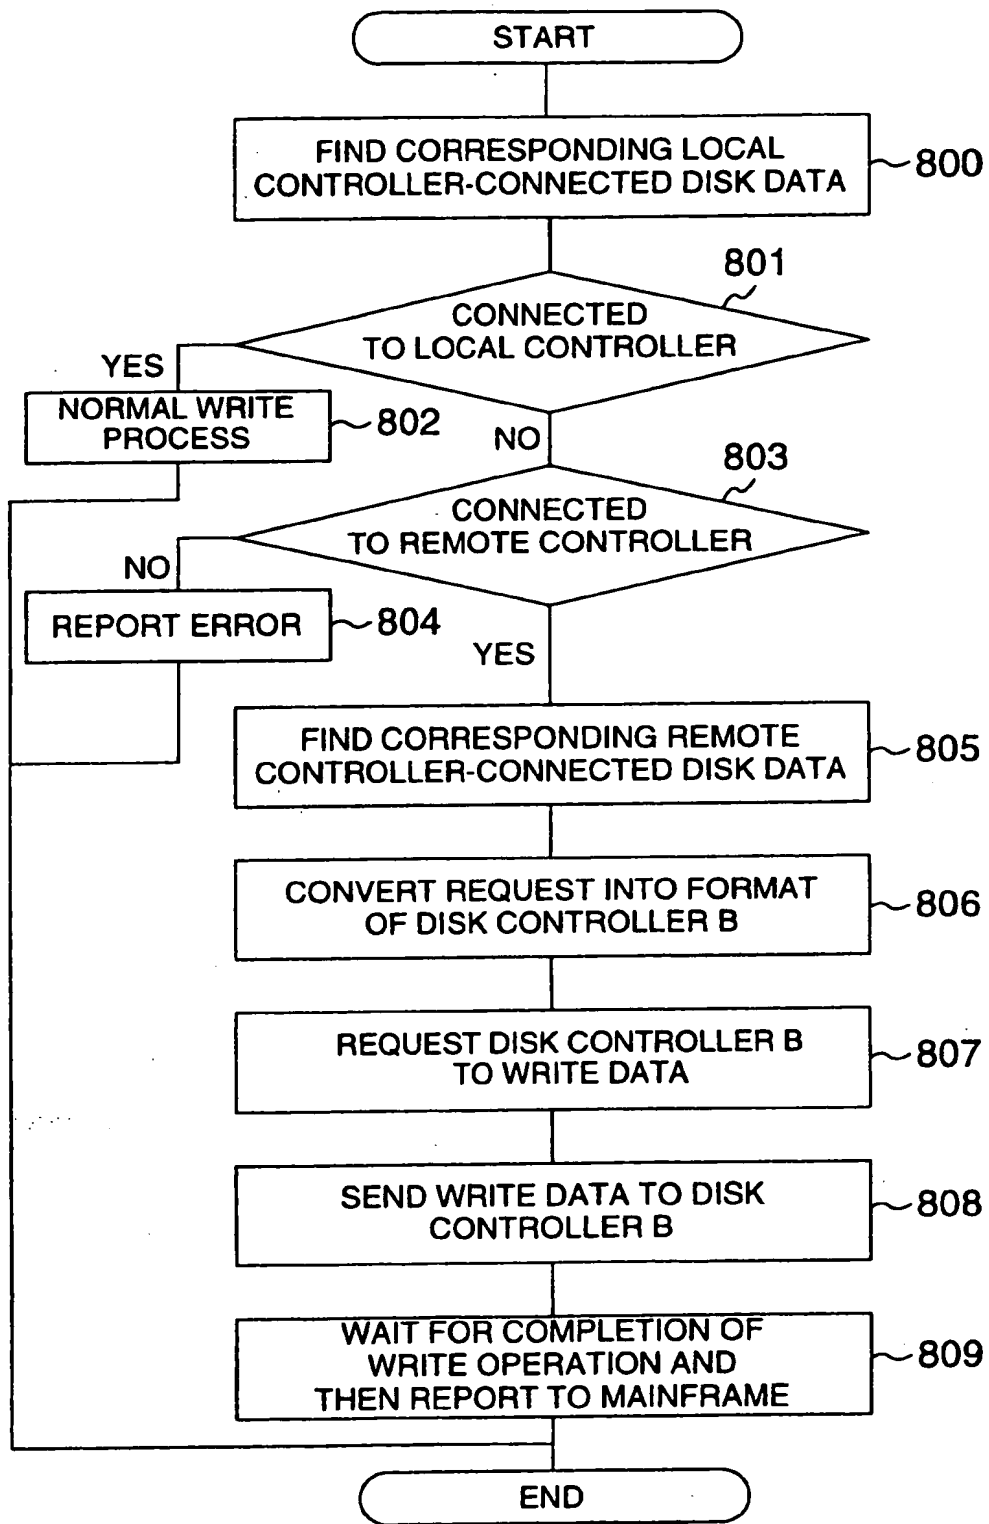 START
FIND CORRESPONDING LOCAL
CONTROLLER-CONNECTED DISK DATA
800
801
CONNECTED
TO LOCAL CONTROLLER
YES
NORMAL WRITE
PROCESS
802
NO
803
CONNECTED
TO REMOTE CONTROLLER
NO
REPORT ERROR
804
YES
FIND CORRESPONDING REMOTE
CONTROLLER-CONNECTED DISK DATA
805
CONVERT REQUEST INTO FORMAT
OF DISK CONTROLLER B
806
REQUEST DISK CONTROLLER B
TO WRITE DATA
807
SEND WRITE DATA TO DISK
CONTROLLER B
808
WAIT FOR COMPLETION OF
WRITE OPERATION AND
THEN REPORT TO MAINFRAME
809
END